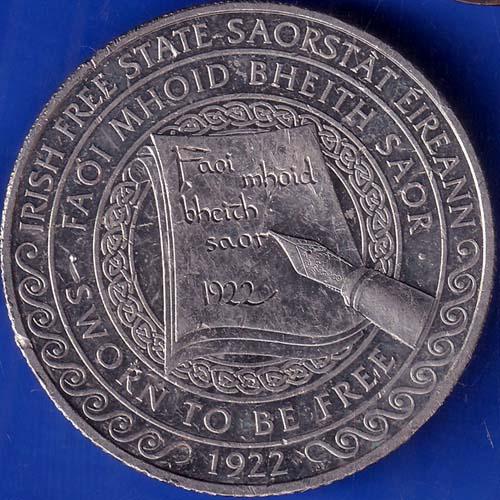 IRISH FREE STATE-SAORSTÁT ÉIREANN
FAOI MHOID BHEITH SAOR
Faoi
mhoid
bheith
saor
1922
-SWORN TO BE FREE
1922